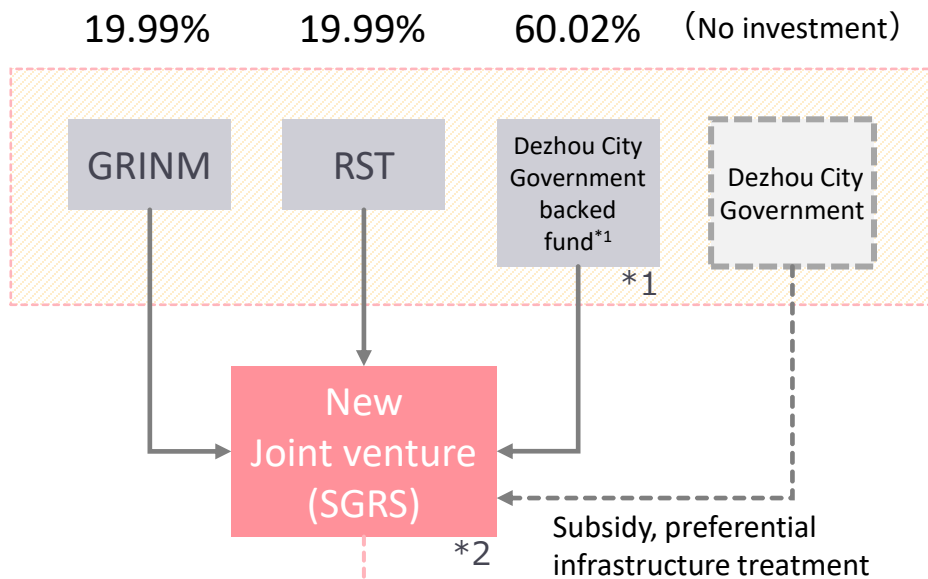 19.99%
19.99%
60.02%
（No investment）
GRINM
RST
Dezhou City
Government
backed
fund*1
Dezhou City
Government
*1
New
Joint venture
(SGRS)
*2
Subsidy, preferential
infrastructure treatment